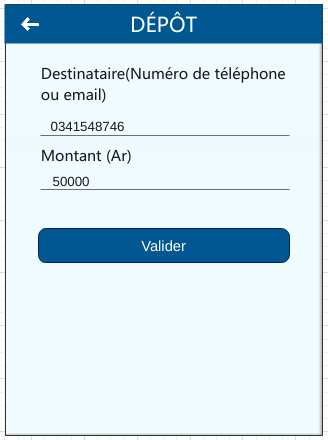 DÉPÔT
Destinataire(Numéro de téléphone
ou email)
0341548746
Montant (Ar)
50000
Valider